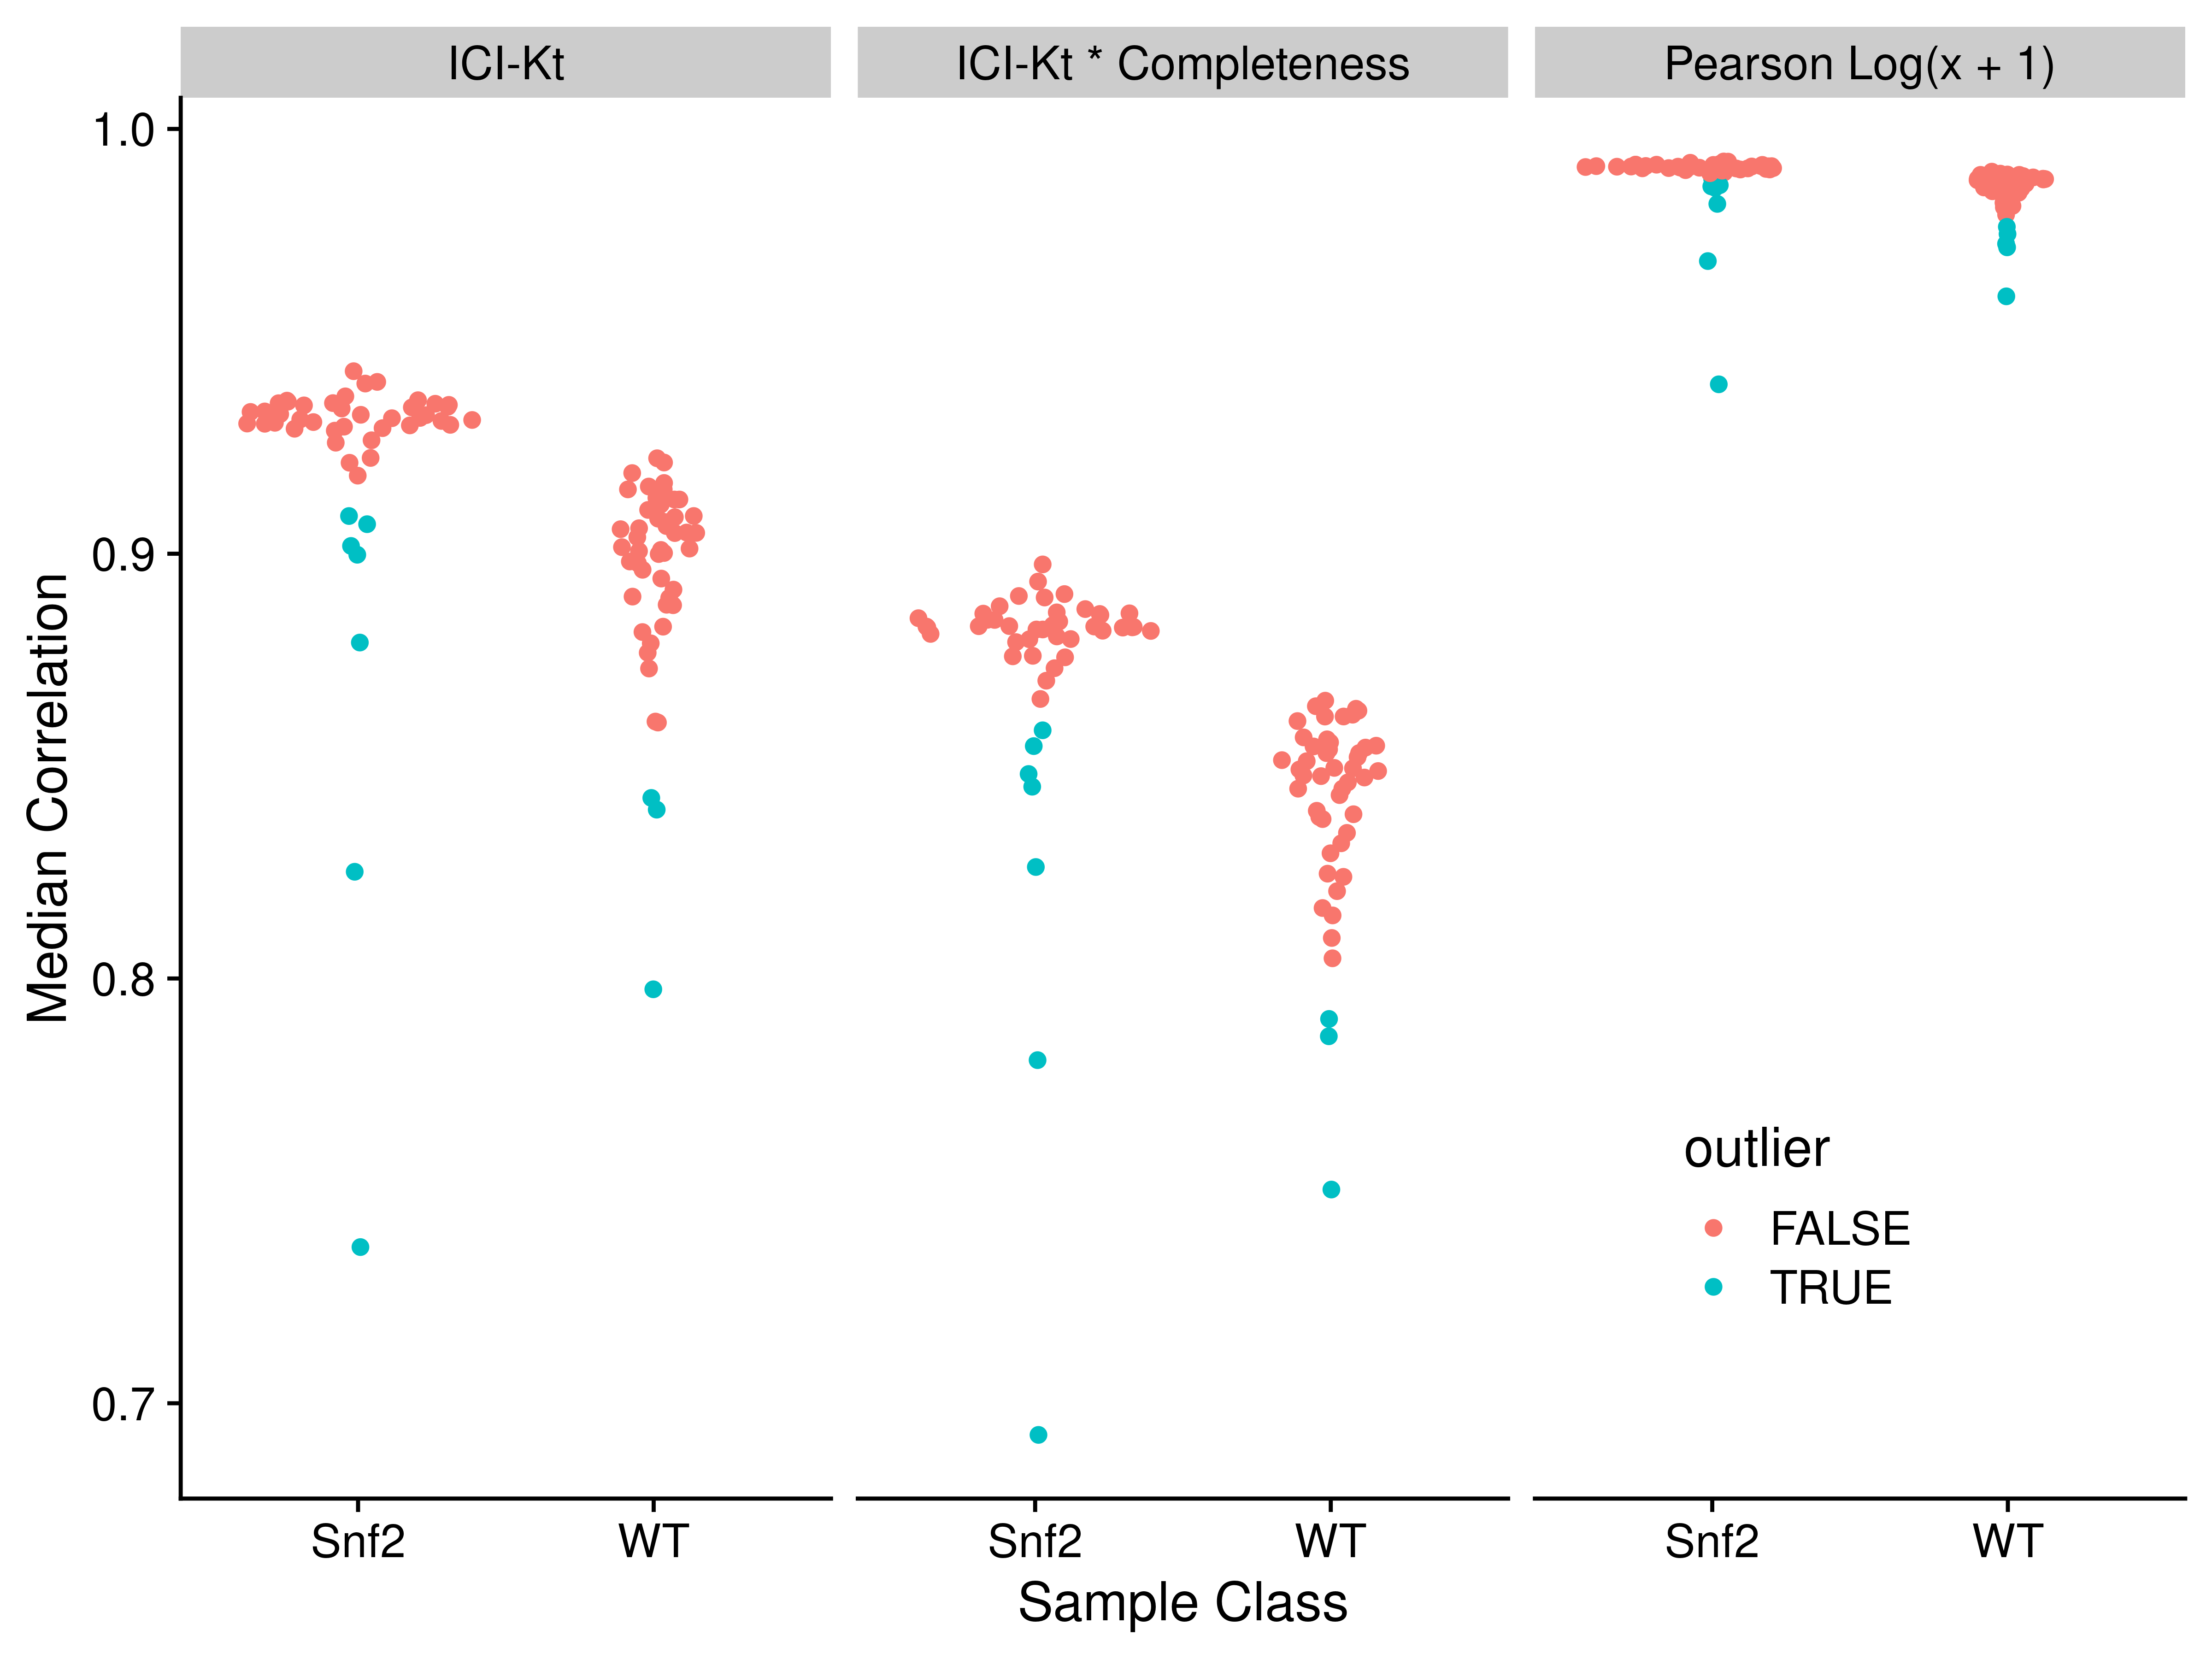 ICI-Kt
ICI-Kt * Completeness
Pearson Log(x + 1)
1.0
0.9
0.8
0.7
Median Correlation
outlier
FALSE
TRUE
Snf2
WT
Snf2
WT
Snf2
WT
Sample Class